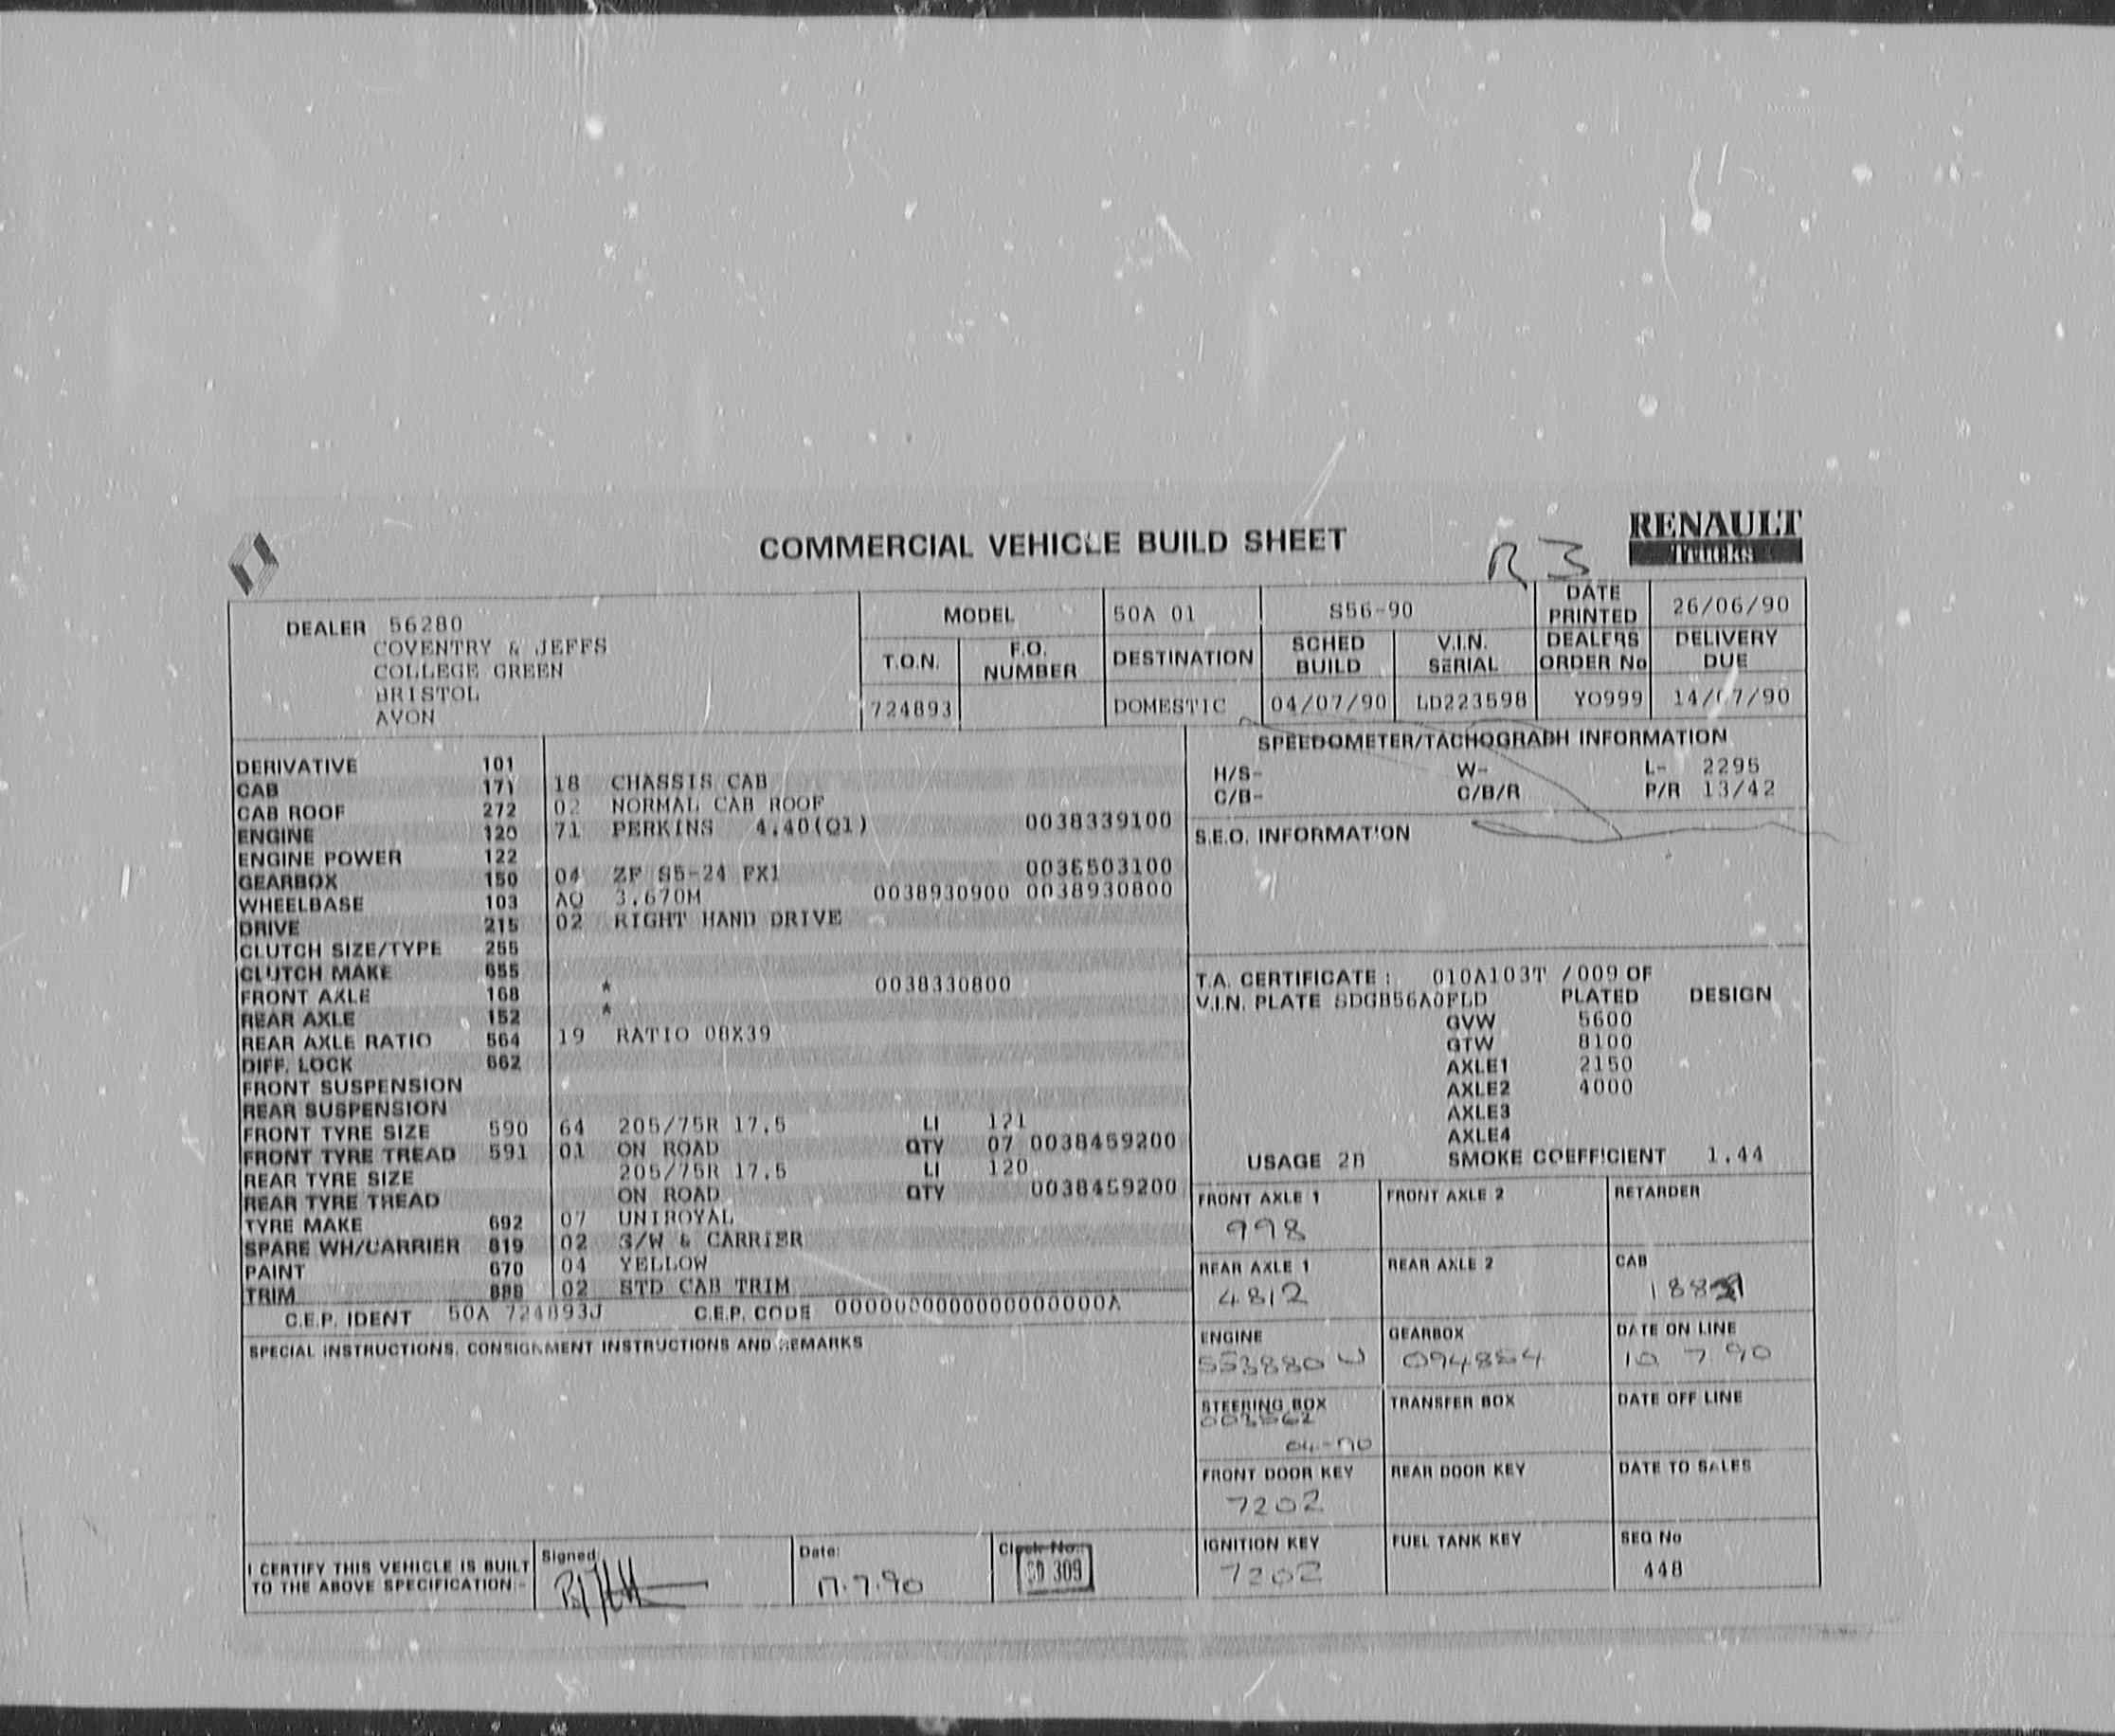 COMMERCIAL VEHICLE BUILD SHEET
R3
RENAULT
Trucks
DEALER 56280
COVENTRY & JEFFS
COLLEGE GREEN
BRISTOL
AVON
MODEL 50A 01 S56-90
DATE PRINTED 26/06/90
T.O.N. F.O. NUMBER DESTINATION SCHED BUILD V.I.N. SERIAL DEALERS ORDER No DELIVERY DUE
724893 DOMESTIC 04/07/90 LD223598 YO999 14/07/90
DERIVATIVE 101
CAB 171 18 CHASSIS CAB
CAB ROOF 272 02 NORMAL CAB ROOF
ENGINE 120 71 PERKINS 4.40(Q1) 0038339100
ENGINE POWER 122
GEARBOX 150 04 ZF S5-24 PX1 0036503100
WHEELBASE 103 AQ 3.670M 0038930900 0038930800
DRIVE 215 02 RIGHT HAND DRIVE
CLUTCH SIZE/TYPE 255
CLUTCH MAKE 655
FRONT AXLE 168 * 0038330800
REAR AXLE 152 *
REAR AXLE RATIO 564 19 RATIO 08X39
DIFF. LOCK 662
FRONT SUSPENSION
REAR SUSPENSION
FRONT TYRE SIZE 590 64 205/75R 17.5 LI 121
FRONT TYRE TREAD 591 01 ON ROAD QTY 07 0038459200
REAR TYRE SIZE 205/75R 17.5 LI 120
REAR TYRE TREAD ON ROAD QTY 0038459200
TYRE MAKE 692 07 UNIROYAL
SPARE WH/CARRIER 819 02 S/W & CARRIER
PAINT 670 04 YELLOW
TRIM 888 02 STD CAB TRIM
C.E.P. IDENT 50A 724893J C.E.P. CODE 0000000000000000000A
SPECIAL INSTRUCTIONS, CONSIGNMENT INSTRUCTIONS AND REMARKS
I CERTIFY THIS VEHICLE IS BUILT
TO THE ABOVE SPECIFICATION:-
Signed
Date:
17.7.90
Clock No.:
309
SPEEDOMETER/TACHOGRAPH INFORMATION
H/S- W- L- 2295
C/B- C/B/R P/R 13/42
S.E.O. INFORMATION
T.A. CERTIFICATE: 010A103T /009 OF
V.I.N. PLATE SDGB56A0FLD PLATED DESIGN
GVW 5600
GTW 8100
AXLE1 2150
AXLE2 4000
AXLE3
AXLE4
USAGE 2B SMOKE COEFFICIENT 1.44
FRONT AXLE 1 FRONT AXLE 2 RETARDER
998
REAR AXLE 1 REAR AXLE 2 CAB
4812
ENGINE GEARBOX DATE ON LINE
553880 U 094854 10 7 90
STEERING BOX TRANSFER BOX DATE OFF LINE
04-90
FRONT DOOR KEY REAR DOOR KEY DATE TO SALES
7202
IGNITION KEY FUEL TANK KEY SEQ No
7202 448